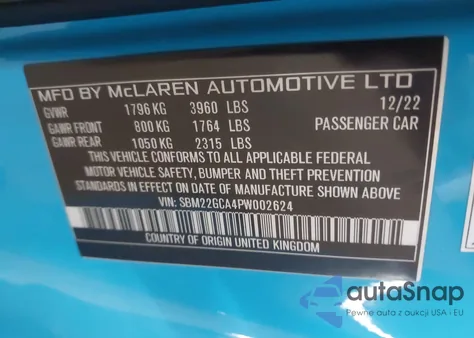 MFD BY McLAREN AUTOMOTIVE LTD
GVWR 1796 KG 3960 LBS 12/22
GAWR FRONT 800 KG 1764 LBS PASSENGER CAR
GAWR REAR 1050 KG 2315 LBS
THIS VEHICLE CONFORMS TO ALL APPLICABLE FEDERAL
MOTOR VEHICLE SAFETY, BUMPER AND THEFT PREVENTION
STANDARDS IN EFFECT ON DATE OF MANUFACTURE SHOWN ABOVE
VIN: SBM22GCA4PW002624
COUNTRY OF ORIGIN UNITED KINGDOM
autaSnap
Pewne auta z aukcji USA i EU